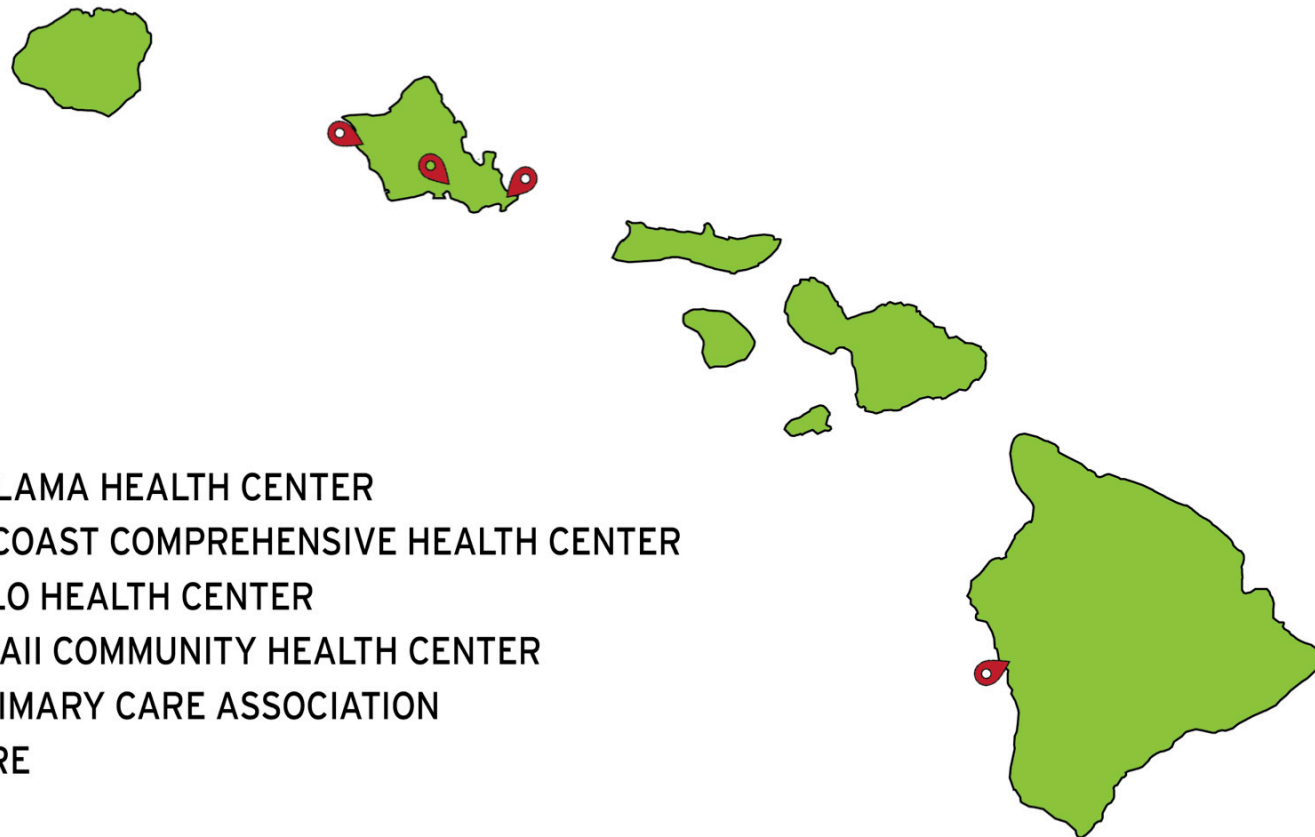 LAMA HEALTH CENTER
COAST COMPREHENSIVE HEALTH CENTER
LO HEALTH CENTER
AII COMMUNITY HEALTH CENTER
IMARY CARE ASSOCIATION
RE